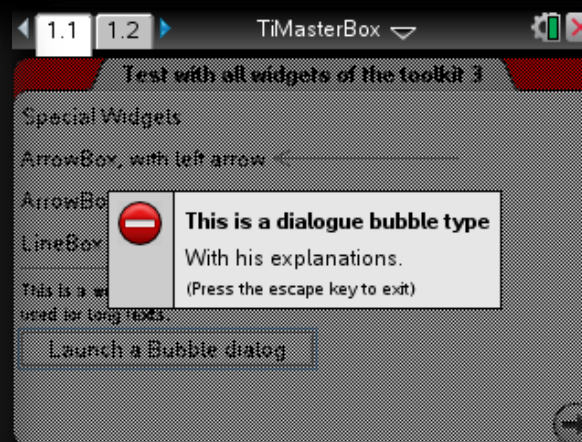 1.1 1.2 TiMasterBox
Test with all widgets of the toolkit 3
Special Widgets
ArrowBox, with left arrow
ArrowBo
This is a dialogue bubble type
LineBox
With his explanations.
(Press the escape key to exit)
This is a
used for long texts.
Launch a Bubble dialog